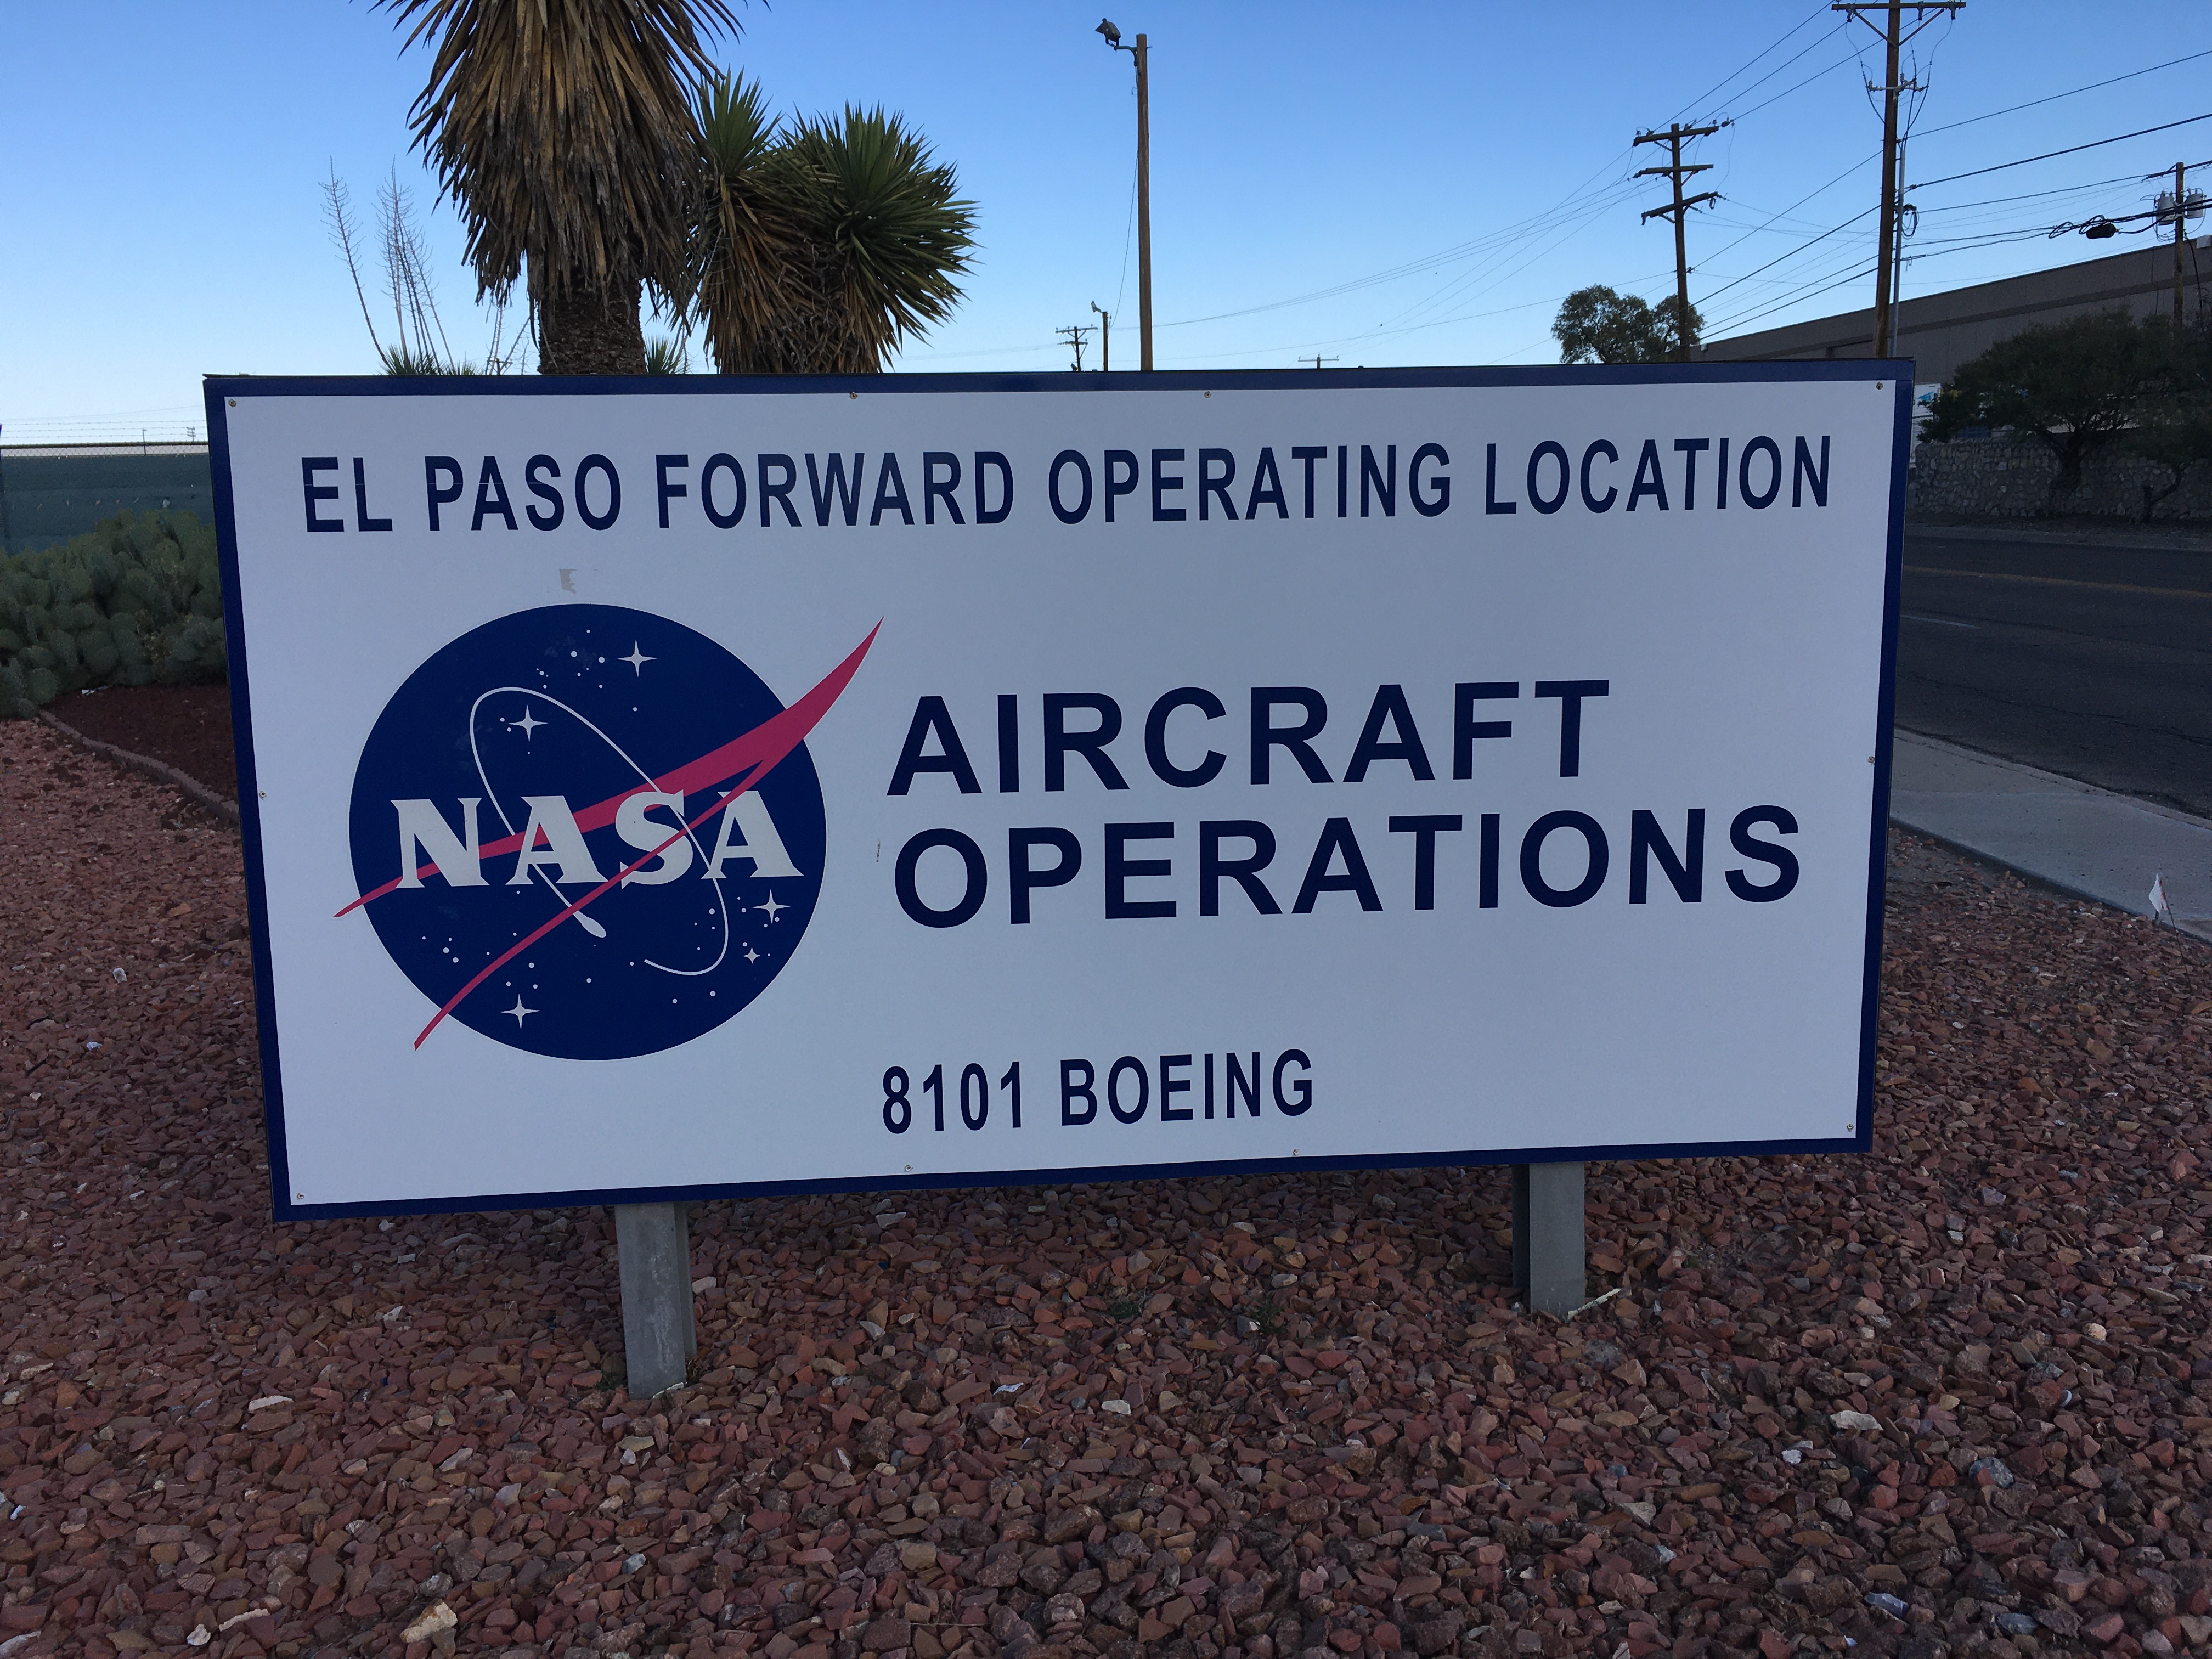 EL PASO FORWARD OPERATING LOCATION
NASA
AIRCRAFT
OPERATIONS
8101 BOEING